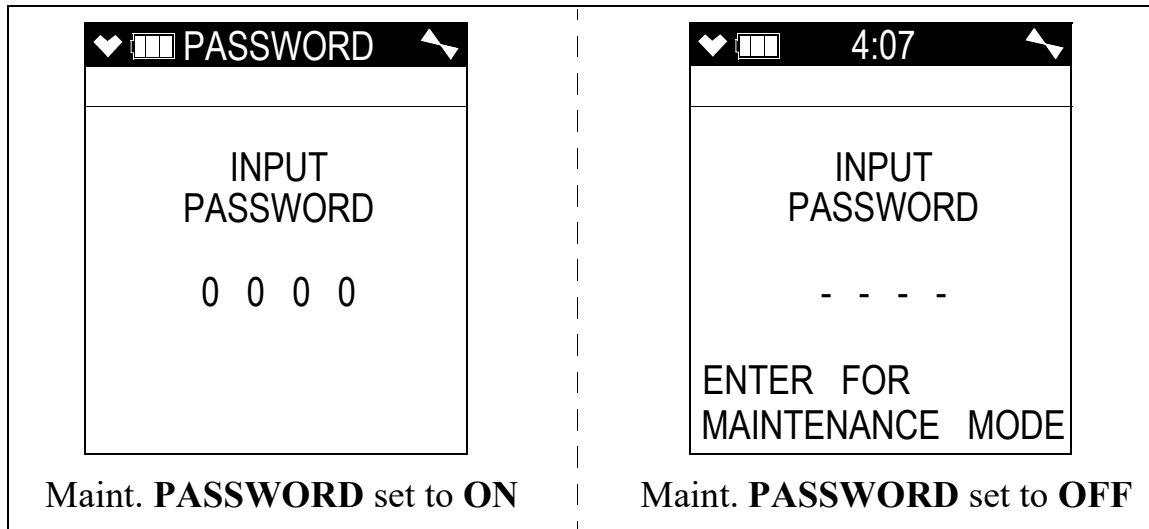 PASSWORD
INPUT
PASSWORD
0 0 0 0
Maint. PASSWORD set to ON
4:07
INPUT
PASSWORD
- - - -
ENTER FOR
MAINTENANCE MODE
Maint. PASSWORD set to OFF